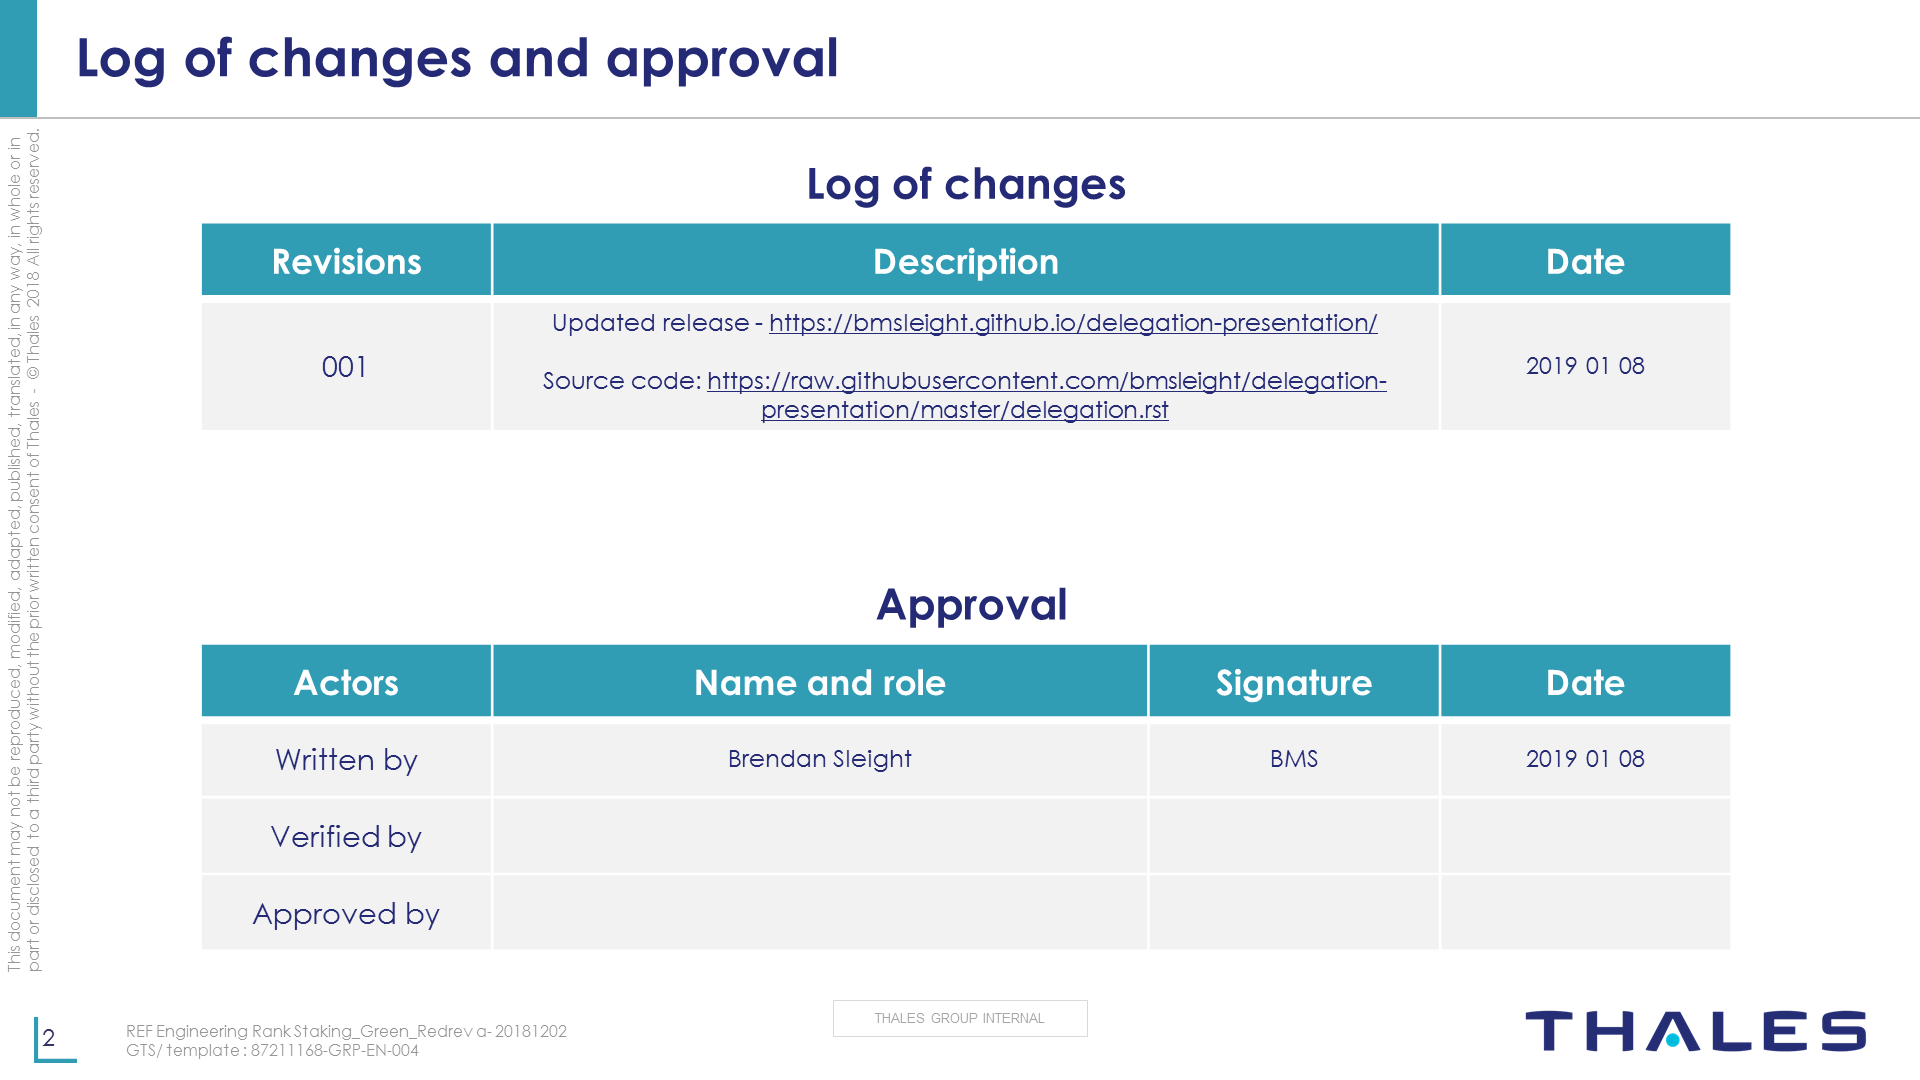 Log of changes and approval
This document may not be reproduced, modified, adapted, published, translated, in any way, in whole or in
part or disclosed to a third party without the prior written consent of Thales - © Thales 2018 All rights reserved.
Log of changes
Revisions Description Date
Updated release - https://bmsleight.github.io/delegation-presentation/
001 2019 01 08
Source code: https://raw.githubusercontent.com/bmsleight/delegation-
presentation/master/delegation.rst
Approval
Actors Name and role Signature Date
Written by Brendan Sleight BMS 2019 01 08
Verified by
Approved by
2
REF Engineering Rank Staking_Green_Redrev a- 20181202
GTS/ template : 87211168-GRP-EN-004
THALES GROUP INTERNAL
THALES